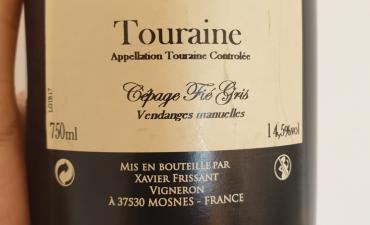 Touraine
Appellation Touraine Controlée
Cépage Fié Gris
Vendanges manuelles
750ml
14,5%vol
MIS EN BOUTEILLE PAR
XAVIER FRISSANT
VIGNERON
À 37530 MOSNES - FRANCE